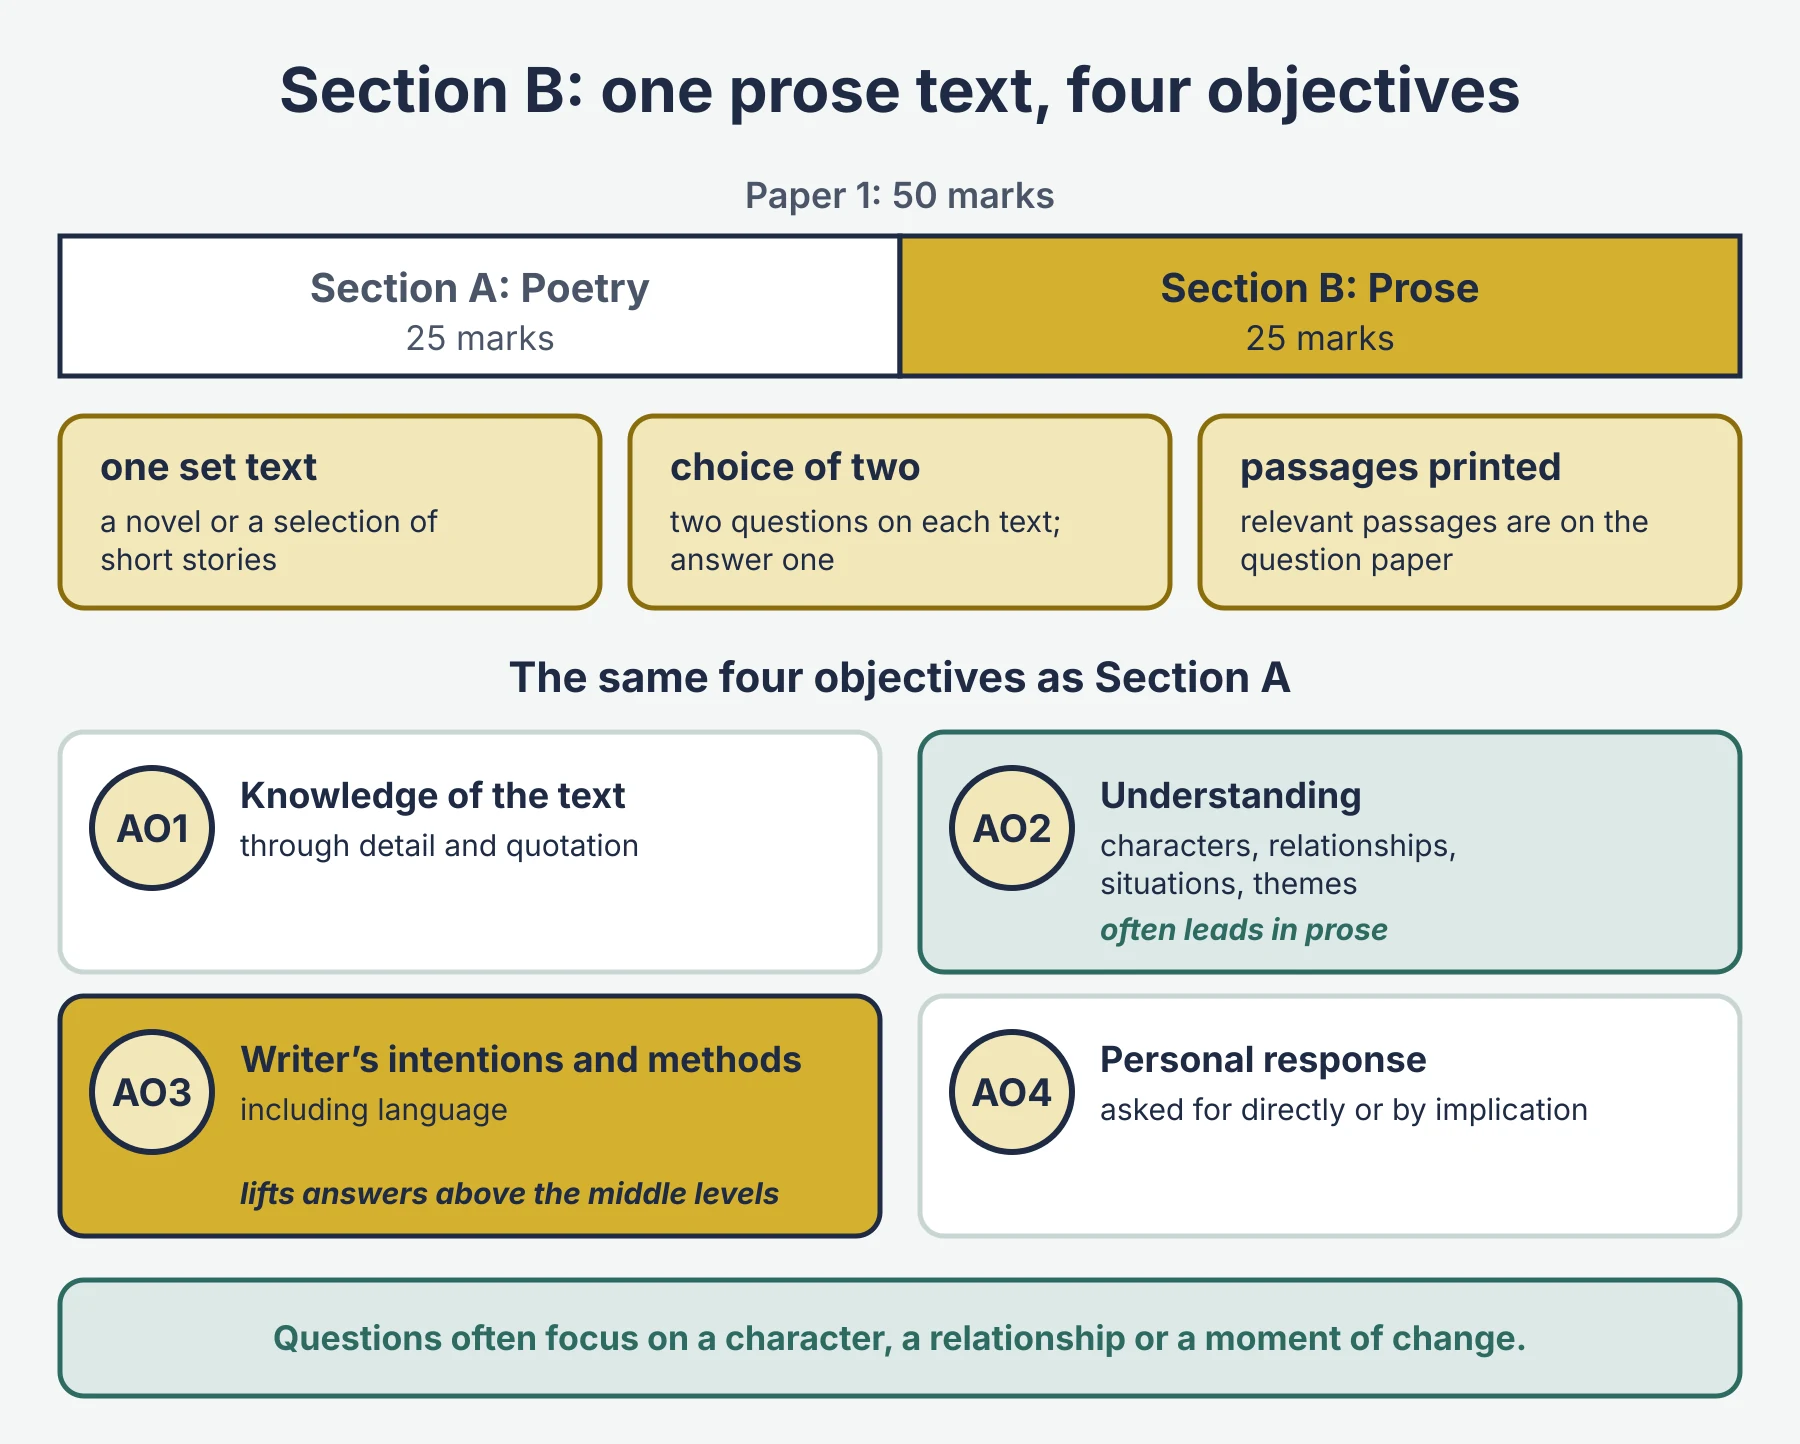 Section B: one prose text, four objectives
Paper 1: 50 marks
Section A: Poetry
25 marks
Section B: Prose
25 marks
one set text
a novel or a selection of
short stories
choice of two
two questions on each text;
answer one
passages printed
relevant passages are on the
question paper
The same four objectives as Section A
AO1
Knowledge of the text
through detail and quotation
AO2
Understanding
characters, relationships,
situations, themes
often leads in prose
AO3
Writer’s intentions and methods
including language
lifts answers above the middle levels
AO4
Personal response
asked for directly or by implication
Questions often focus on a character, a relationship or a moment of change.